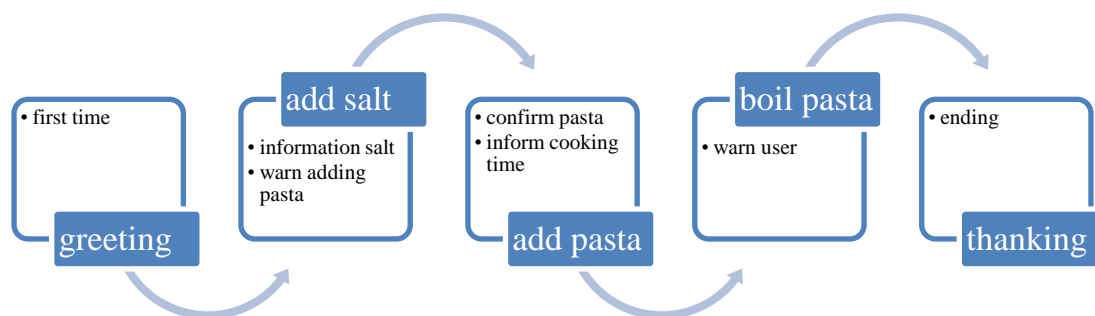 • first time
greeting
add salt
• information salt
• warn adding
pasta
• confirm pasta
• inform cooking
time
add pasta
boil pasta
• warn user
• ending
thanking